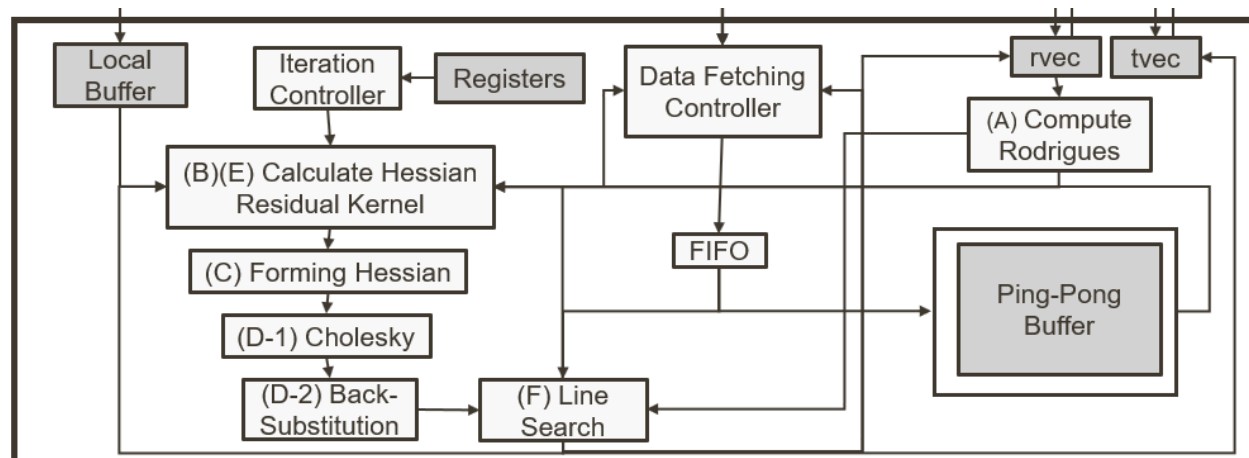 Local
Buffer
Iteration
Controller
Registers
Data Fetching
Controller
rvec
tvec
(A) Compute
Rodrigues
(B)(E) Calculate Hessian
Residual Kernel
FIFO
(C) Forming Hessian
Ping-Pong
Buffer
(D-1) Cholesky
(D-2) Back-
Substitution
(F) Line
Search